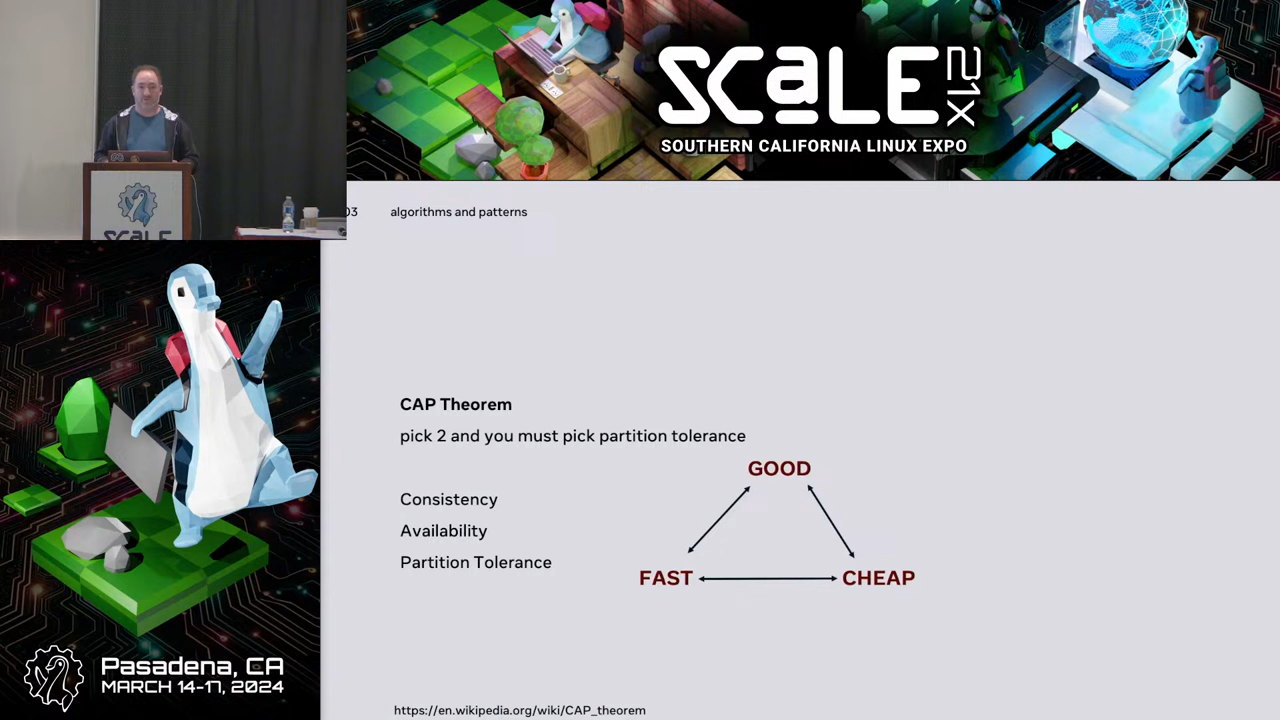 SCALE 21X
SOUTHERN CALIFORNIA LINUX EXPO
SCALE
03 algorithms and patterns
CAP Theorem
pick 2 and you must pick partition tolerance
Consistency
Availability
Partition Tolerance
GOOD
FAST
CHEAP
https://en.wikipedia.org/wiki/CAP_theorem
Pasadena, CA
MARCH 14-17, 2024